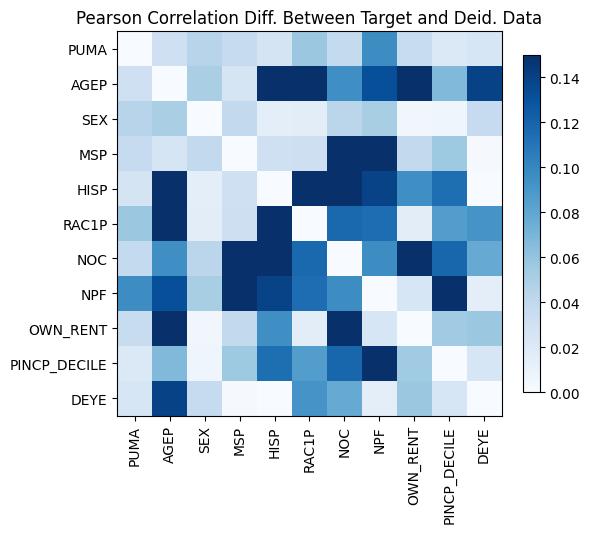 Pearson Correlation Diff. Between Target and Deid. Data
PUMA
AGEP
SEX
MSP
HISP
RAC1P
NOC
NPF
OWN_RENT
PINCP_DECILE
DEYE
PUMA
AGEP
SEX
MSP
HISP
RAC1P
NOC
NPF
OWN_RENT
PINCP_DECILE
DEYE
0.14
0.12
0.10
0.08
0.06
0.04
0.02
0.00